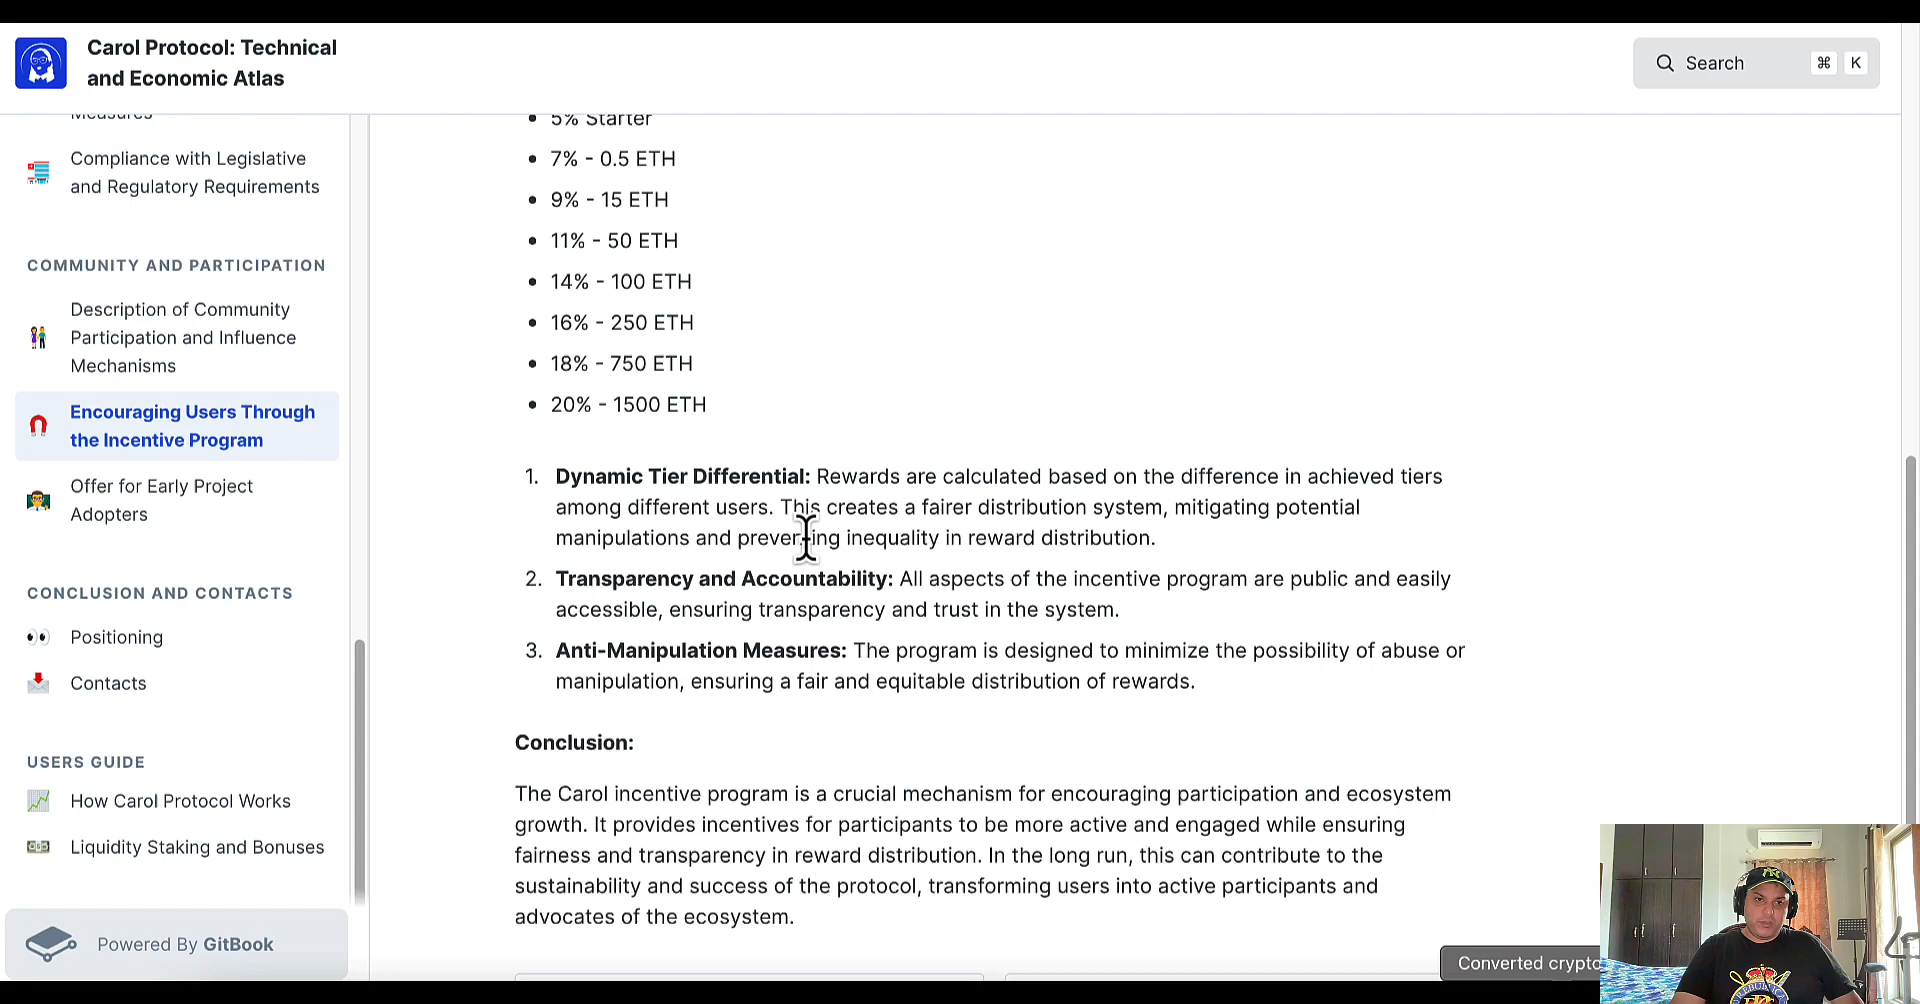 Carol Protocol: Technical
and Economic Atlas
Search
⌘ K
Measures
Compliance with Legislative
and Regulatory Requirements
COMMUNITY AND PARTICIPATION
Description of Community
Participation and Influence
Mechanisms
Encouraging Users Through
the Incentive Program
Offer for Early Project
Adopters
CONCLUSION AND CONTACTS
Positioning
Contacts
USERS GUIDE
How Carol Protocol Works
Liquidity Staking and Bonuses
Powered By GitBook
• 5% Starter
• 7% - 0.5 ETH
• 9% - 15 ETH
• 11% - 50 ETH
• 14% - 100 ETH
• 16% - 250 ETH
• 18% - 750 ETH
• 20% - 1500 ETH
1. Dynamic Tier Differential: Rewards are calculated based on the difference in achieved tiers
among different users. This creates a fairer distribution system, mitigating potential
manipulations and preventing inequality in reward distribution.
2. Transparency and Accountability: All aspects of the incentive program are public and easily
accessible, ensuring transparency and trust in the system.
3. Anti-Manipulation Measures: The program is designed to minimize the possibility of abuse or
manipulation, ensuring a fair and equitable distribution of rewards.
Conclusion:
The Carol incentive program is a crucial mechanism for encouraging participation and ecosystem
growth. It provides incentives for participants to be more active and engaged while ensuring
fairness and transparency in reward distribution. In the long run, this can contribute to the
sustainability and success of the protocol, transforming users into active participants and
advocates of the ecosystem.
Converted crypto